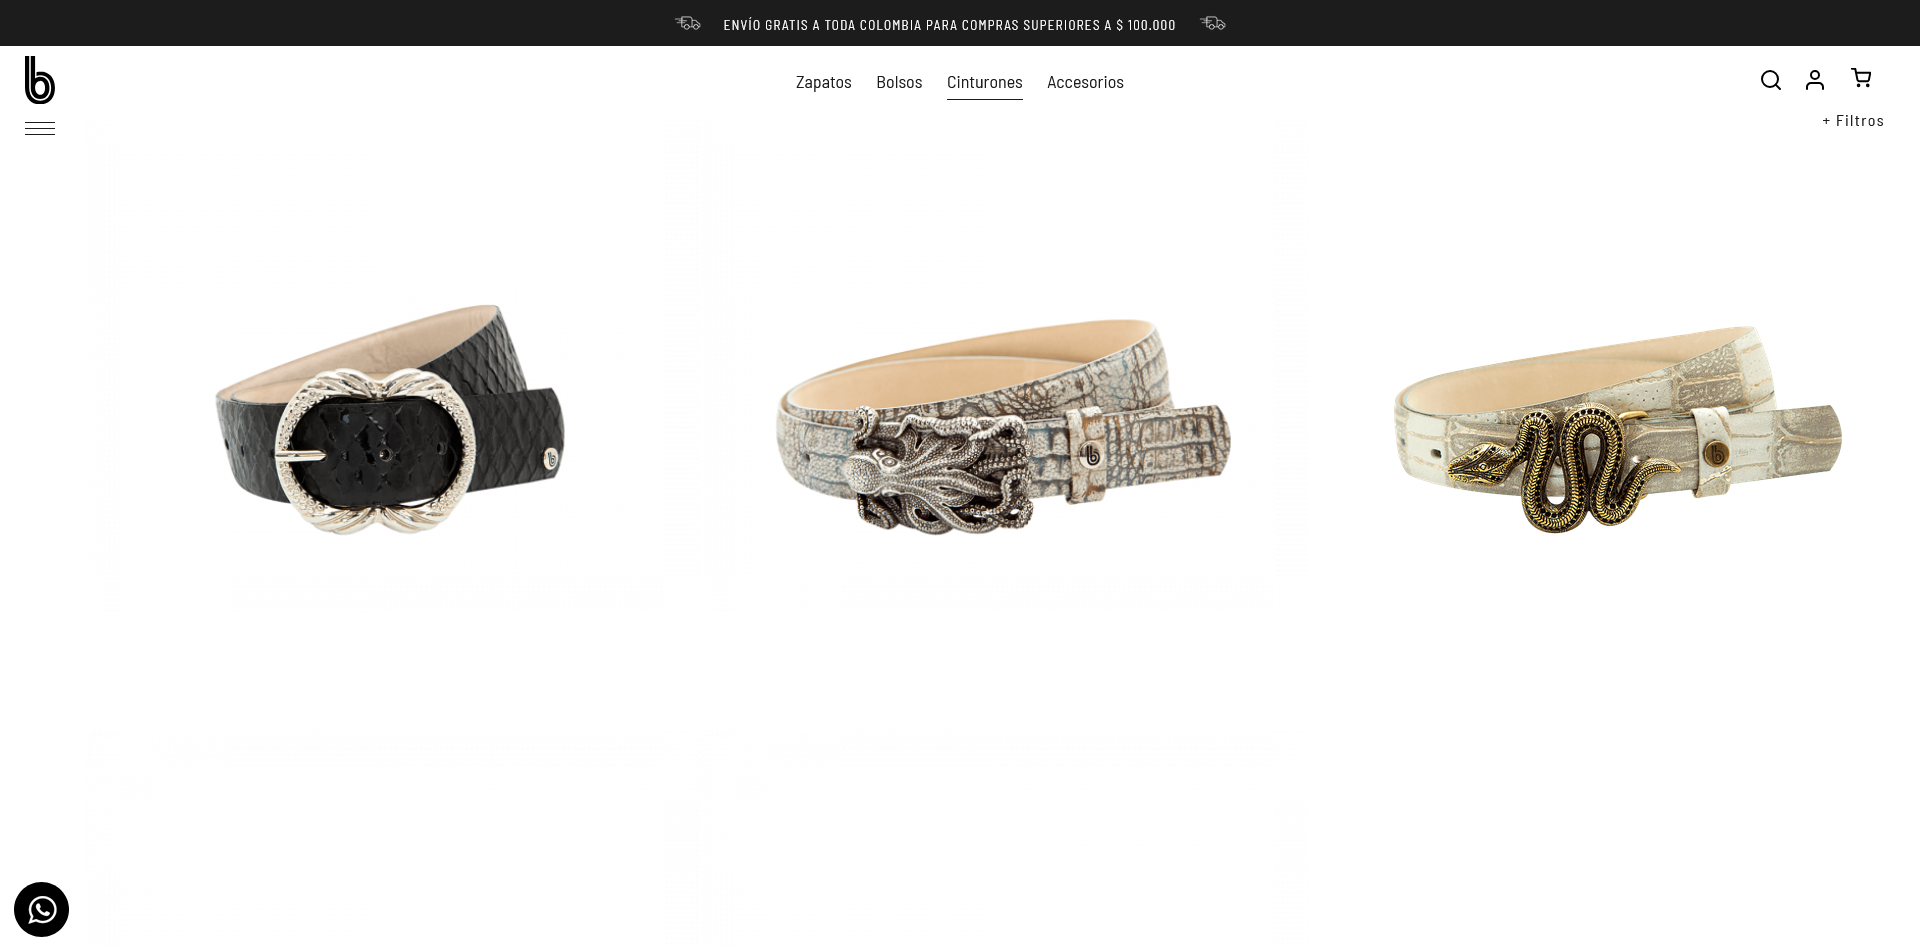 ENVÍO GRATIS A TODA COLOMBIA PARA COMPRAS SUPERIORES A $ 100.000
b
Zapatos Bolsos Cinturones Accesorios
+ Filtros
b
b
b